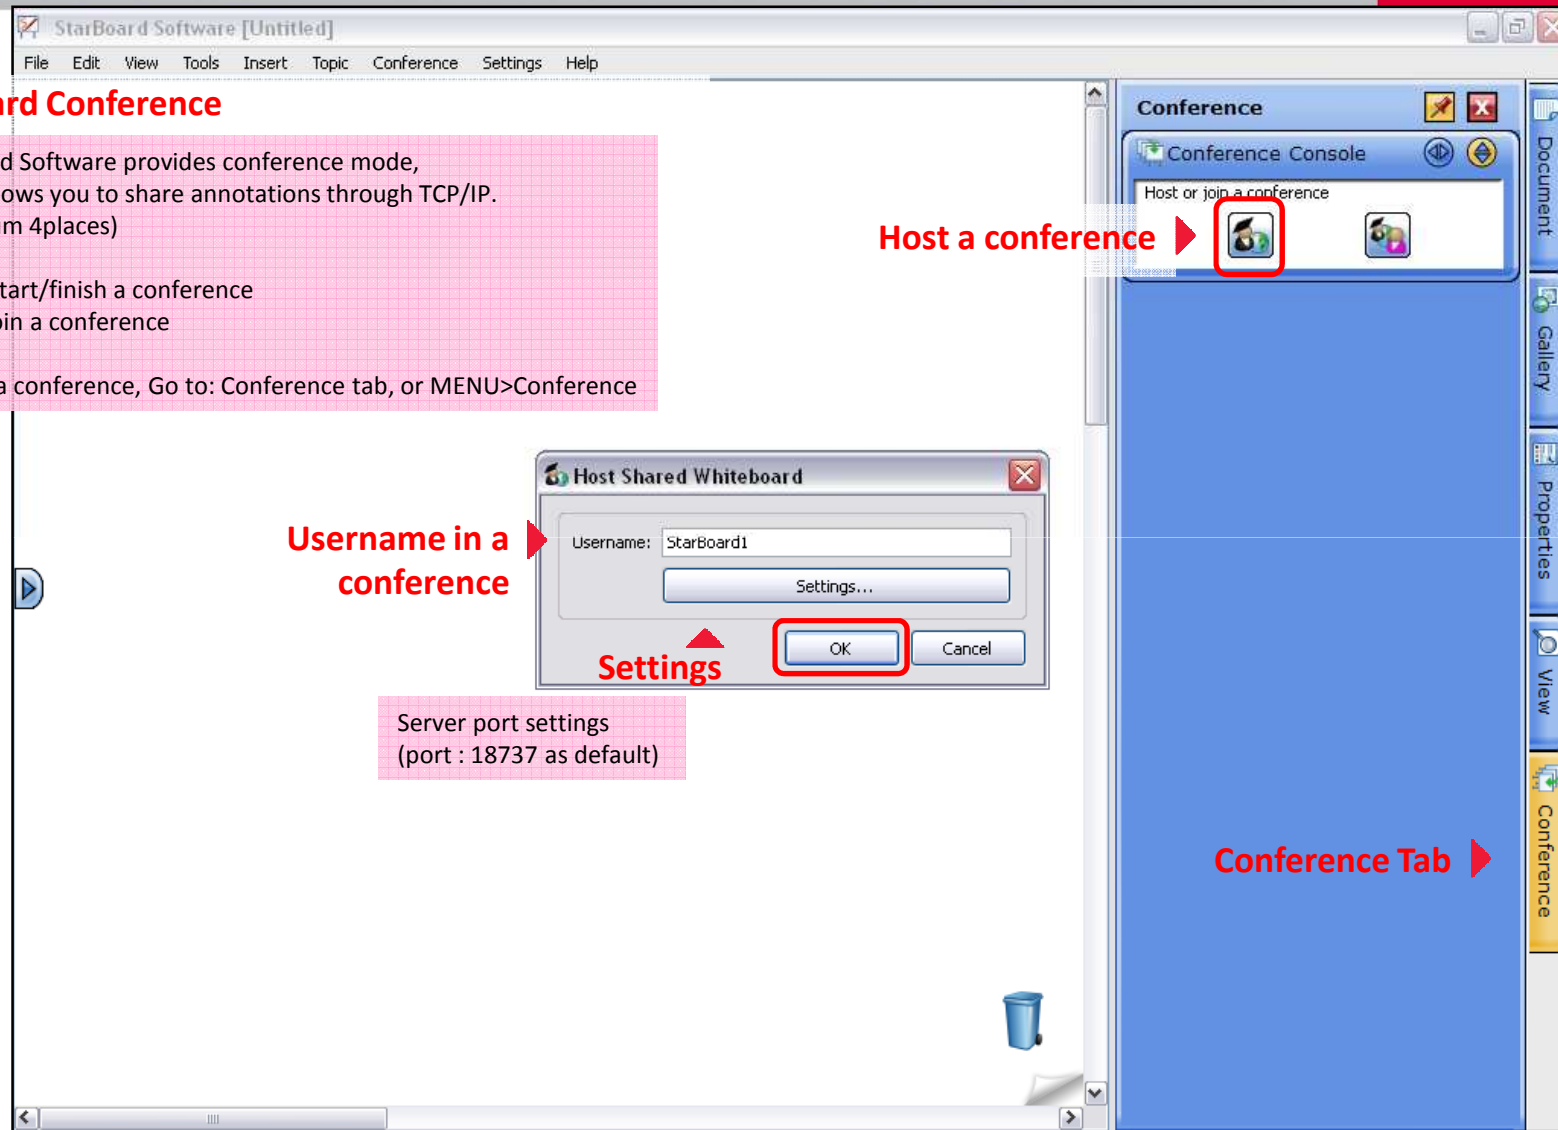 StarBoard Software [Untitled]
File Edit View Tools Insert Topic Conference Settings Help
rd Conference
d Software provides conference mode,
ows you to share annotations through TCP/IP.
m 4places)
tart/finish a conference
in a conference
a conference, Go to: Conference tab, or MENU>Conference
Conference
Conference Console
Host or join a conference
Host a conference
Host Shared Whiteboard
Username in a
conference
Username: StarBoard1
Settings...
OK Cancel
Settings
Server port settings
(port : 18737 as default)
Conference Tab
Document
Gallery
Properties
View
Conference